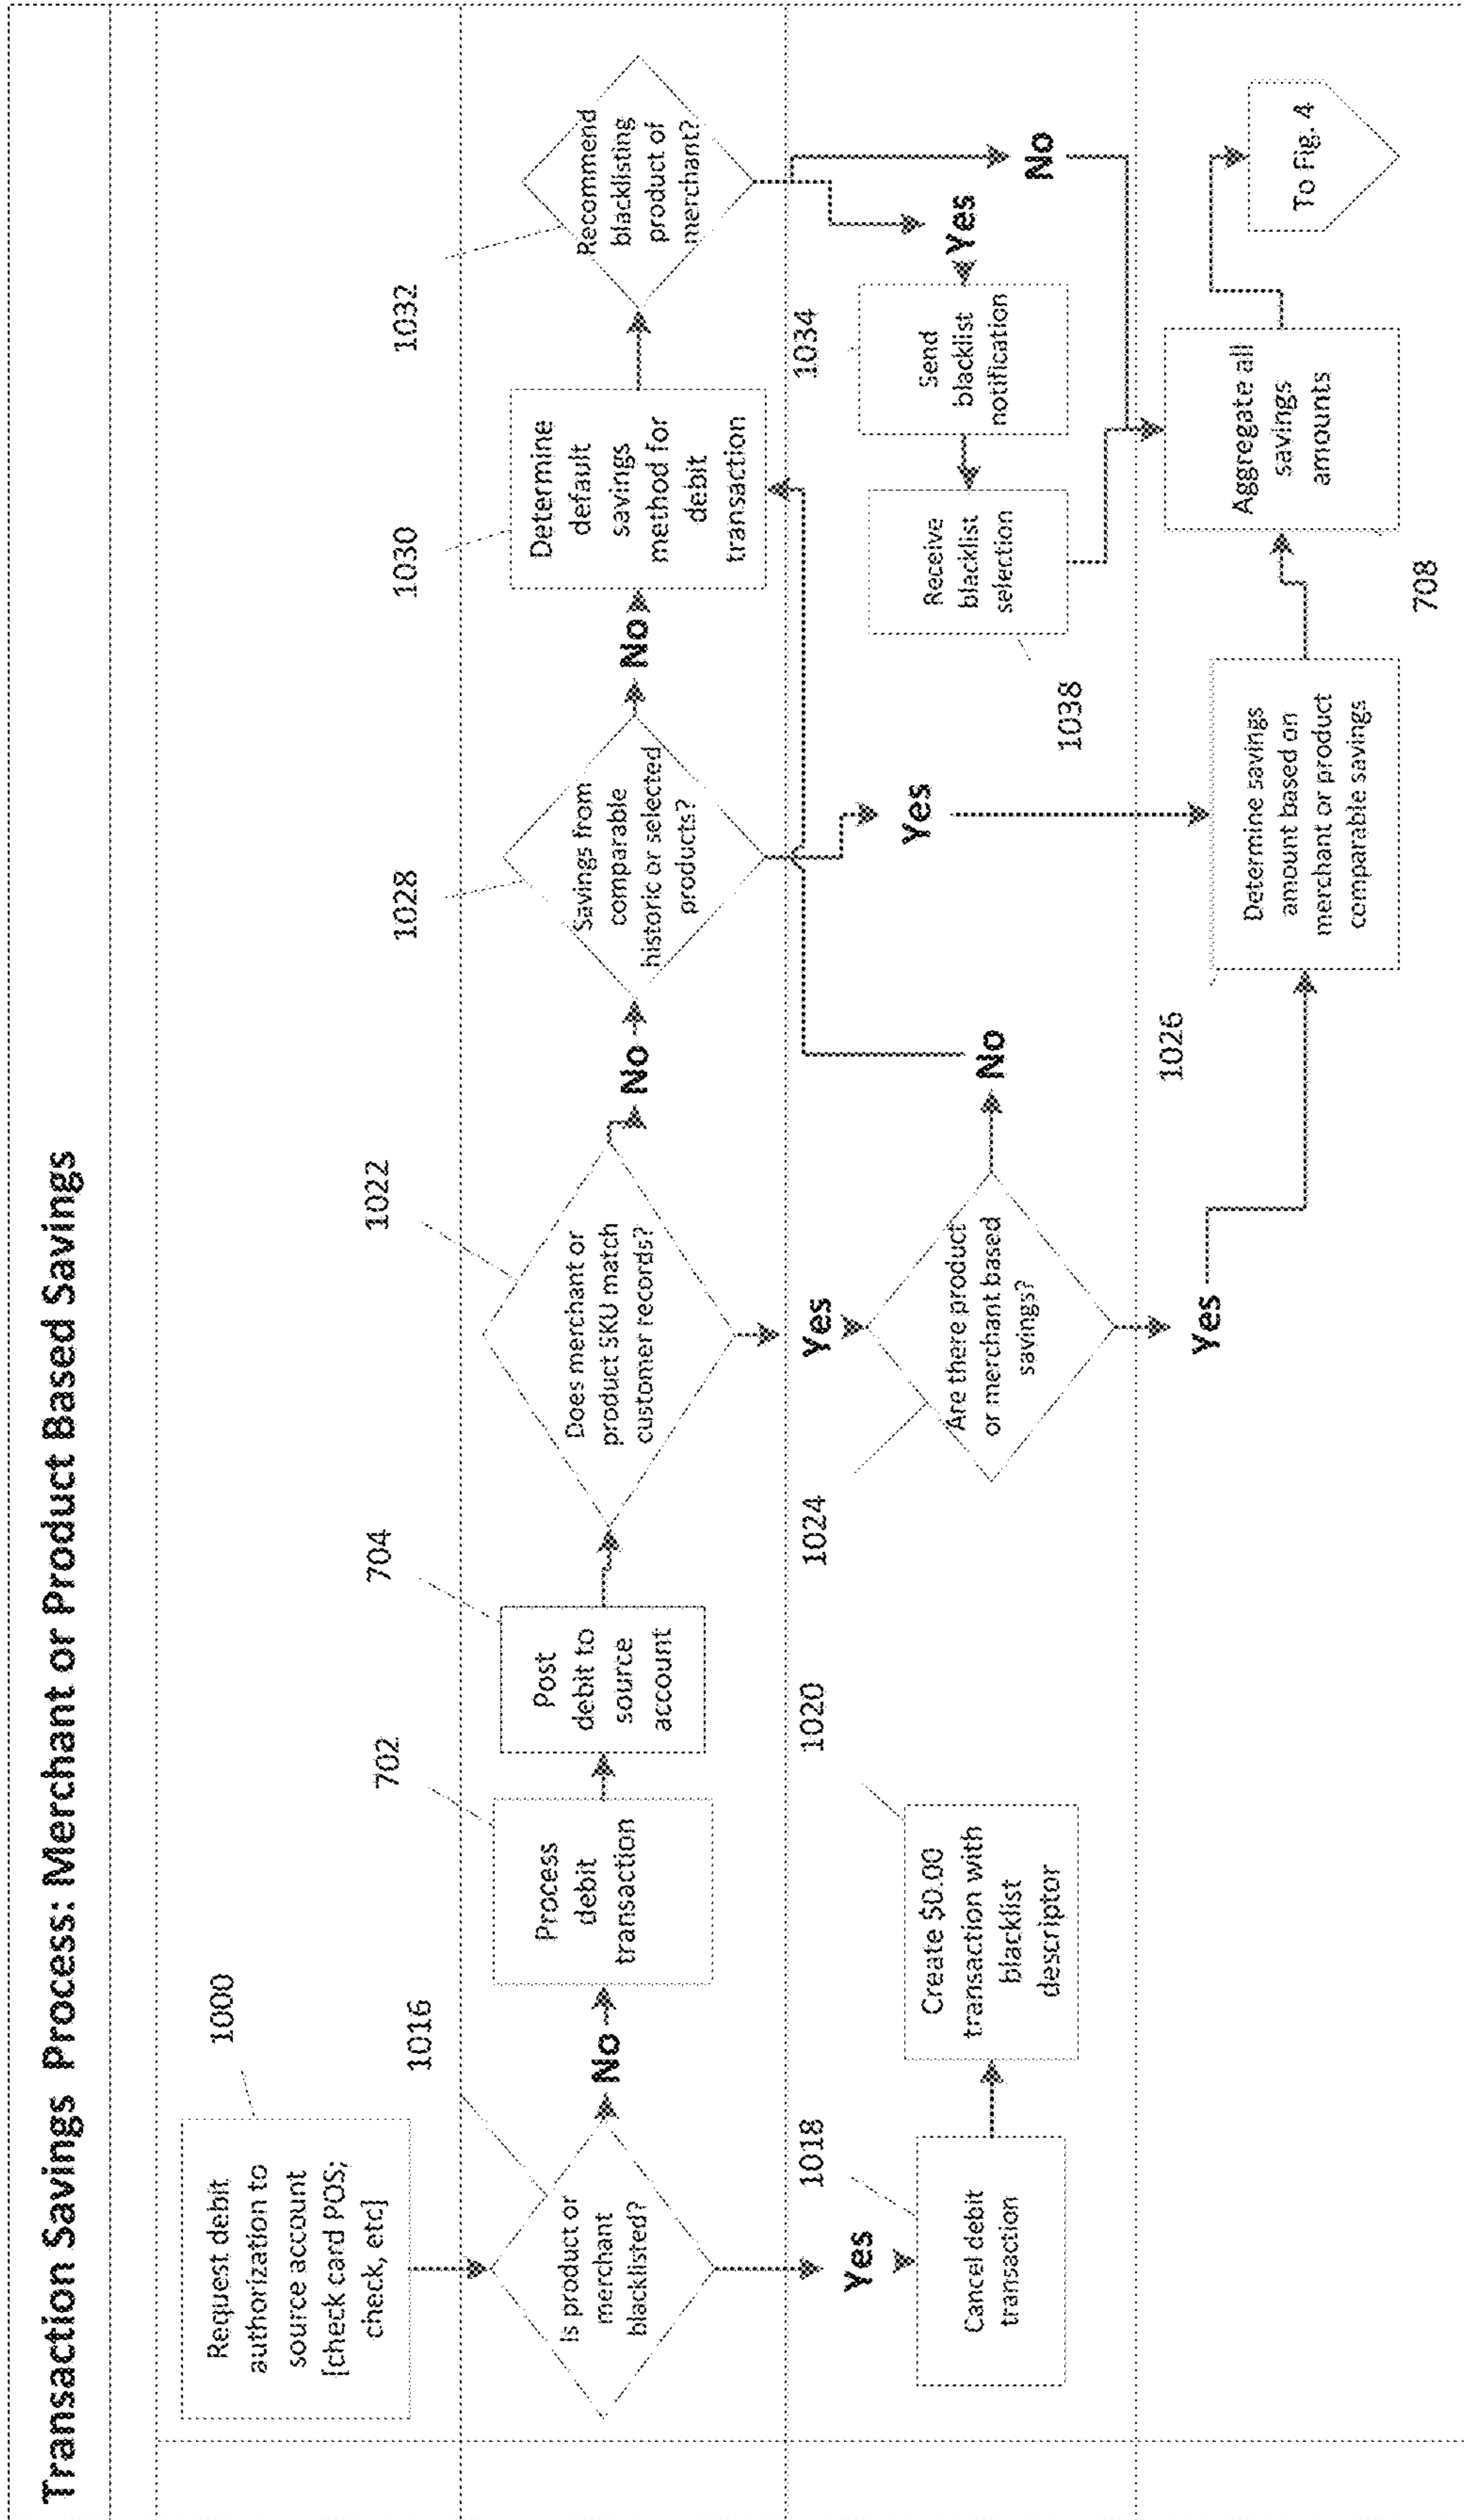 Transaction Savings Process: Merchant or Product Based Savings
1000
Request debit
authorization to
source account
[check card POS;
check, etc]
1016
Is product or
merchant
blacklisted?
No
702
Process
debit
transaction
704
Post
debit to
source
account
1022
Does merchant or
product SKU match
customer records?
No
1028
Savings from
comparable
historic or selected
products?
No
1030
Determine
default
savings
method for
debit
transaction
1032
Recommend
blacklisting
product of
merchant?
Yes
1018
Cancel debit
transaction
1020
Create $0.00
transaction with
blacklist
descriptor
Yes
1024
Are there product
or merchant based
savings?
No
Yes
1038
Receive
blacklist
selection
1034
Send
blacklist
notification
Yes
No
Yes
1026
Determine savings
amount based on
merchant or product
comparable savings
708
Aggregate all
savings
amounts
To Fig. 4